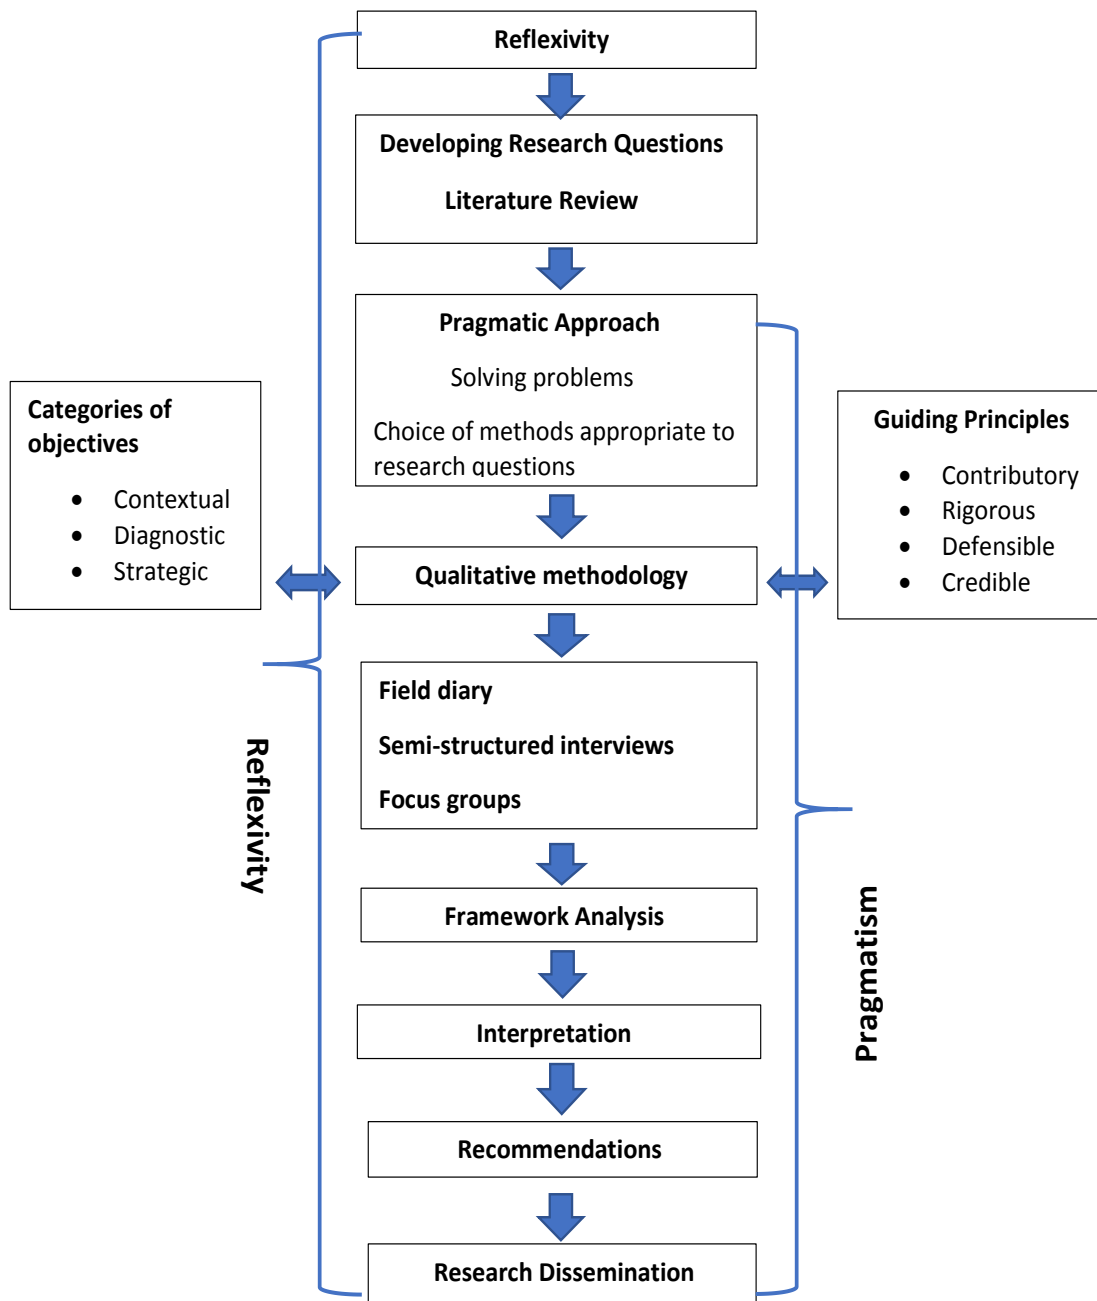 Reflexivity
Developing Research Questions
Literature Review
Pragmatic Approach
Solving problems
Choice of methods appropriate to
research questions
Categories of
objectives
• Contextual
• Diagnostic
• Strategic
Guiding Principles
• Contributory
• Rigorous
• Defensible
• Credible
Qualitative methodology
Field diary
Semi-structured interviews
Focus groups
Reflexivity
Pragmatism
Framework Analysis
Interpretation
Recommendations
Research Dissemination